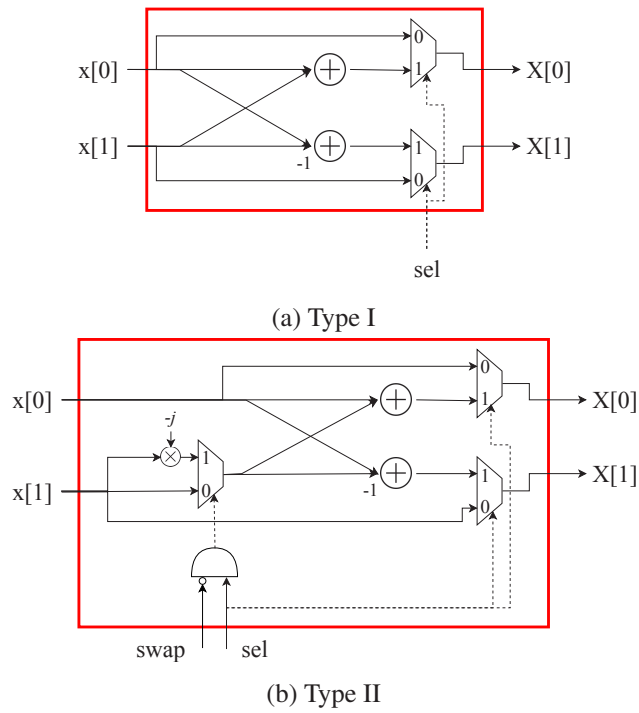 0
x[0]
1
X[0]
x[1]
-1
1
X[1]
0
sel
(a) Type I
0
x[0]
1
X[0]
-j
1
1
X[1]
x[1]
0
-1
0
swap
sel
(b) Type II